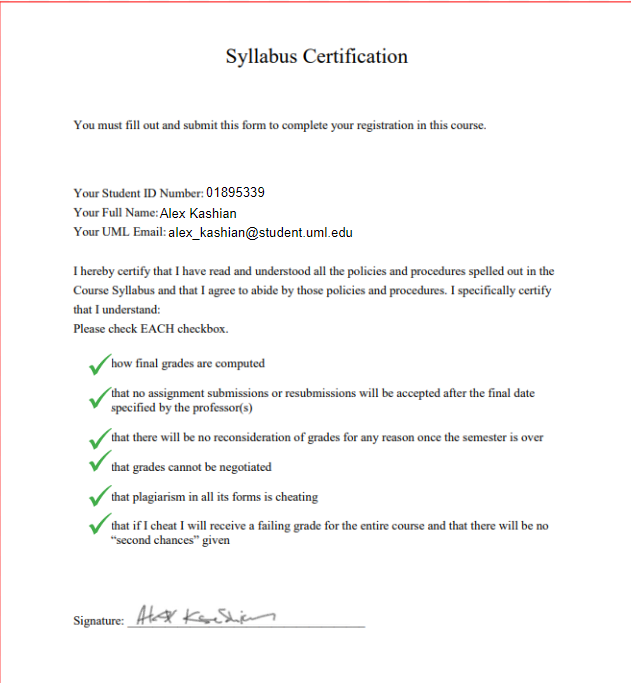 Syllabus Certification
You must fill out and submit this form to complete your registration in this course.
Your Student ID Number: 01895339
Your Full Name: Alex Kashian
Your UML Email: alex_kashian@student.uml.edu
I hereby certify that I have read and understood all the policies and procedures spelled out in the
Course Syllabus and that I agree to abide by those policies and procedures. I specifically certify
that I understand:
Please check EACH checkbox.
how final grades are computed
that no assignment submissions or resubmissions will be accepted after the final date
specified by the professor(s)
that there will be no reconsideration of grades for any reason once the semester is over
that grades cannot be negotiated
that plagiarism in all its forms is cheating
that if I cheat I will receive a failing grade for the entire course and that there will be no
“second chances” given
Signature: Alex Kashian